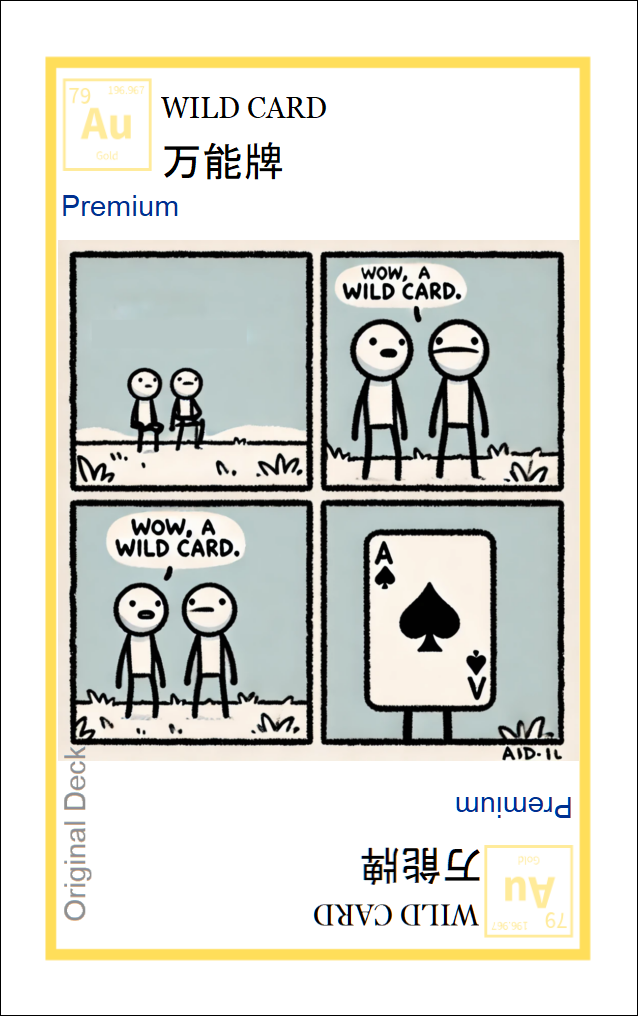 79 196.967
Au
Gold
WILD CARD
万能牌
Premium
WOW, A
WILD CARD.
WOW, A
WILD CARD.
A
A
AID-IL
Original Deck
Premium
万能牌
WILD CARD
79 196.967
Au
Gold